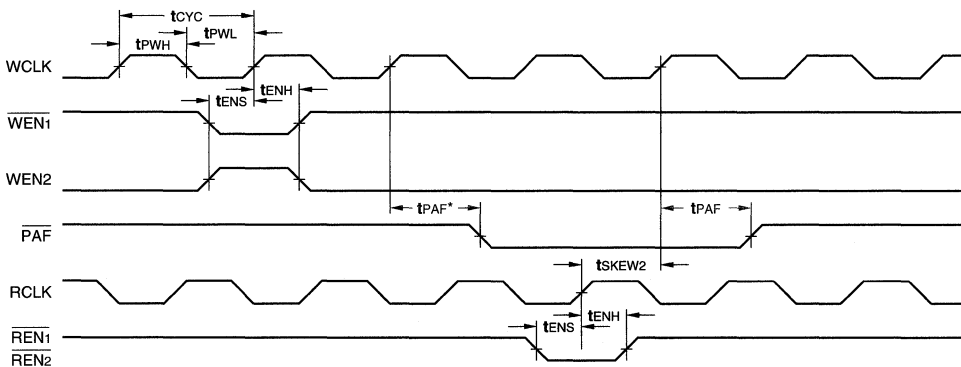 tCYC
tPWH tPWL
WCLK
tENS tENH
WEN1
WEN2
tPAF* tPAF
PAF
tSKEW2
RCLK
tENS tENH
REN1
REN2